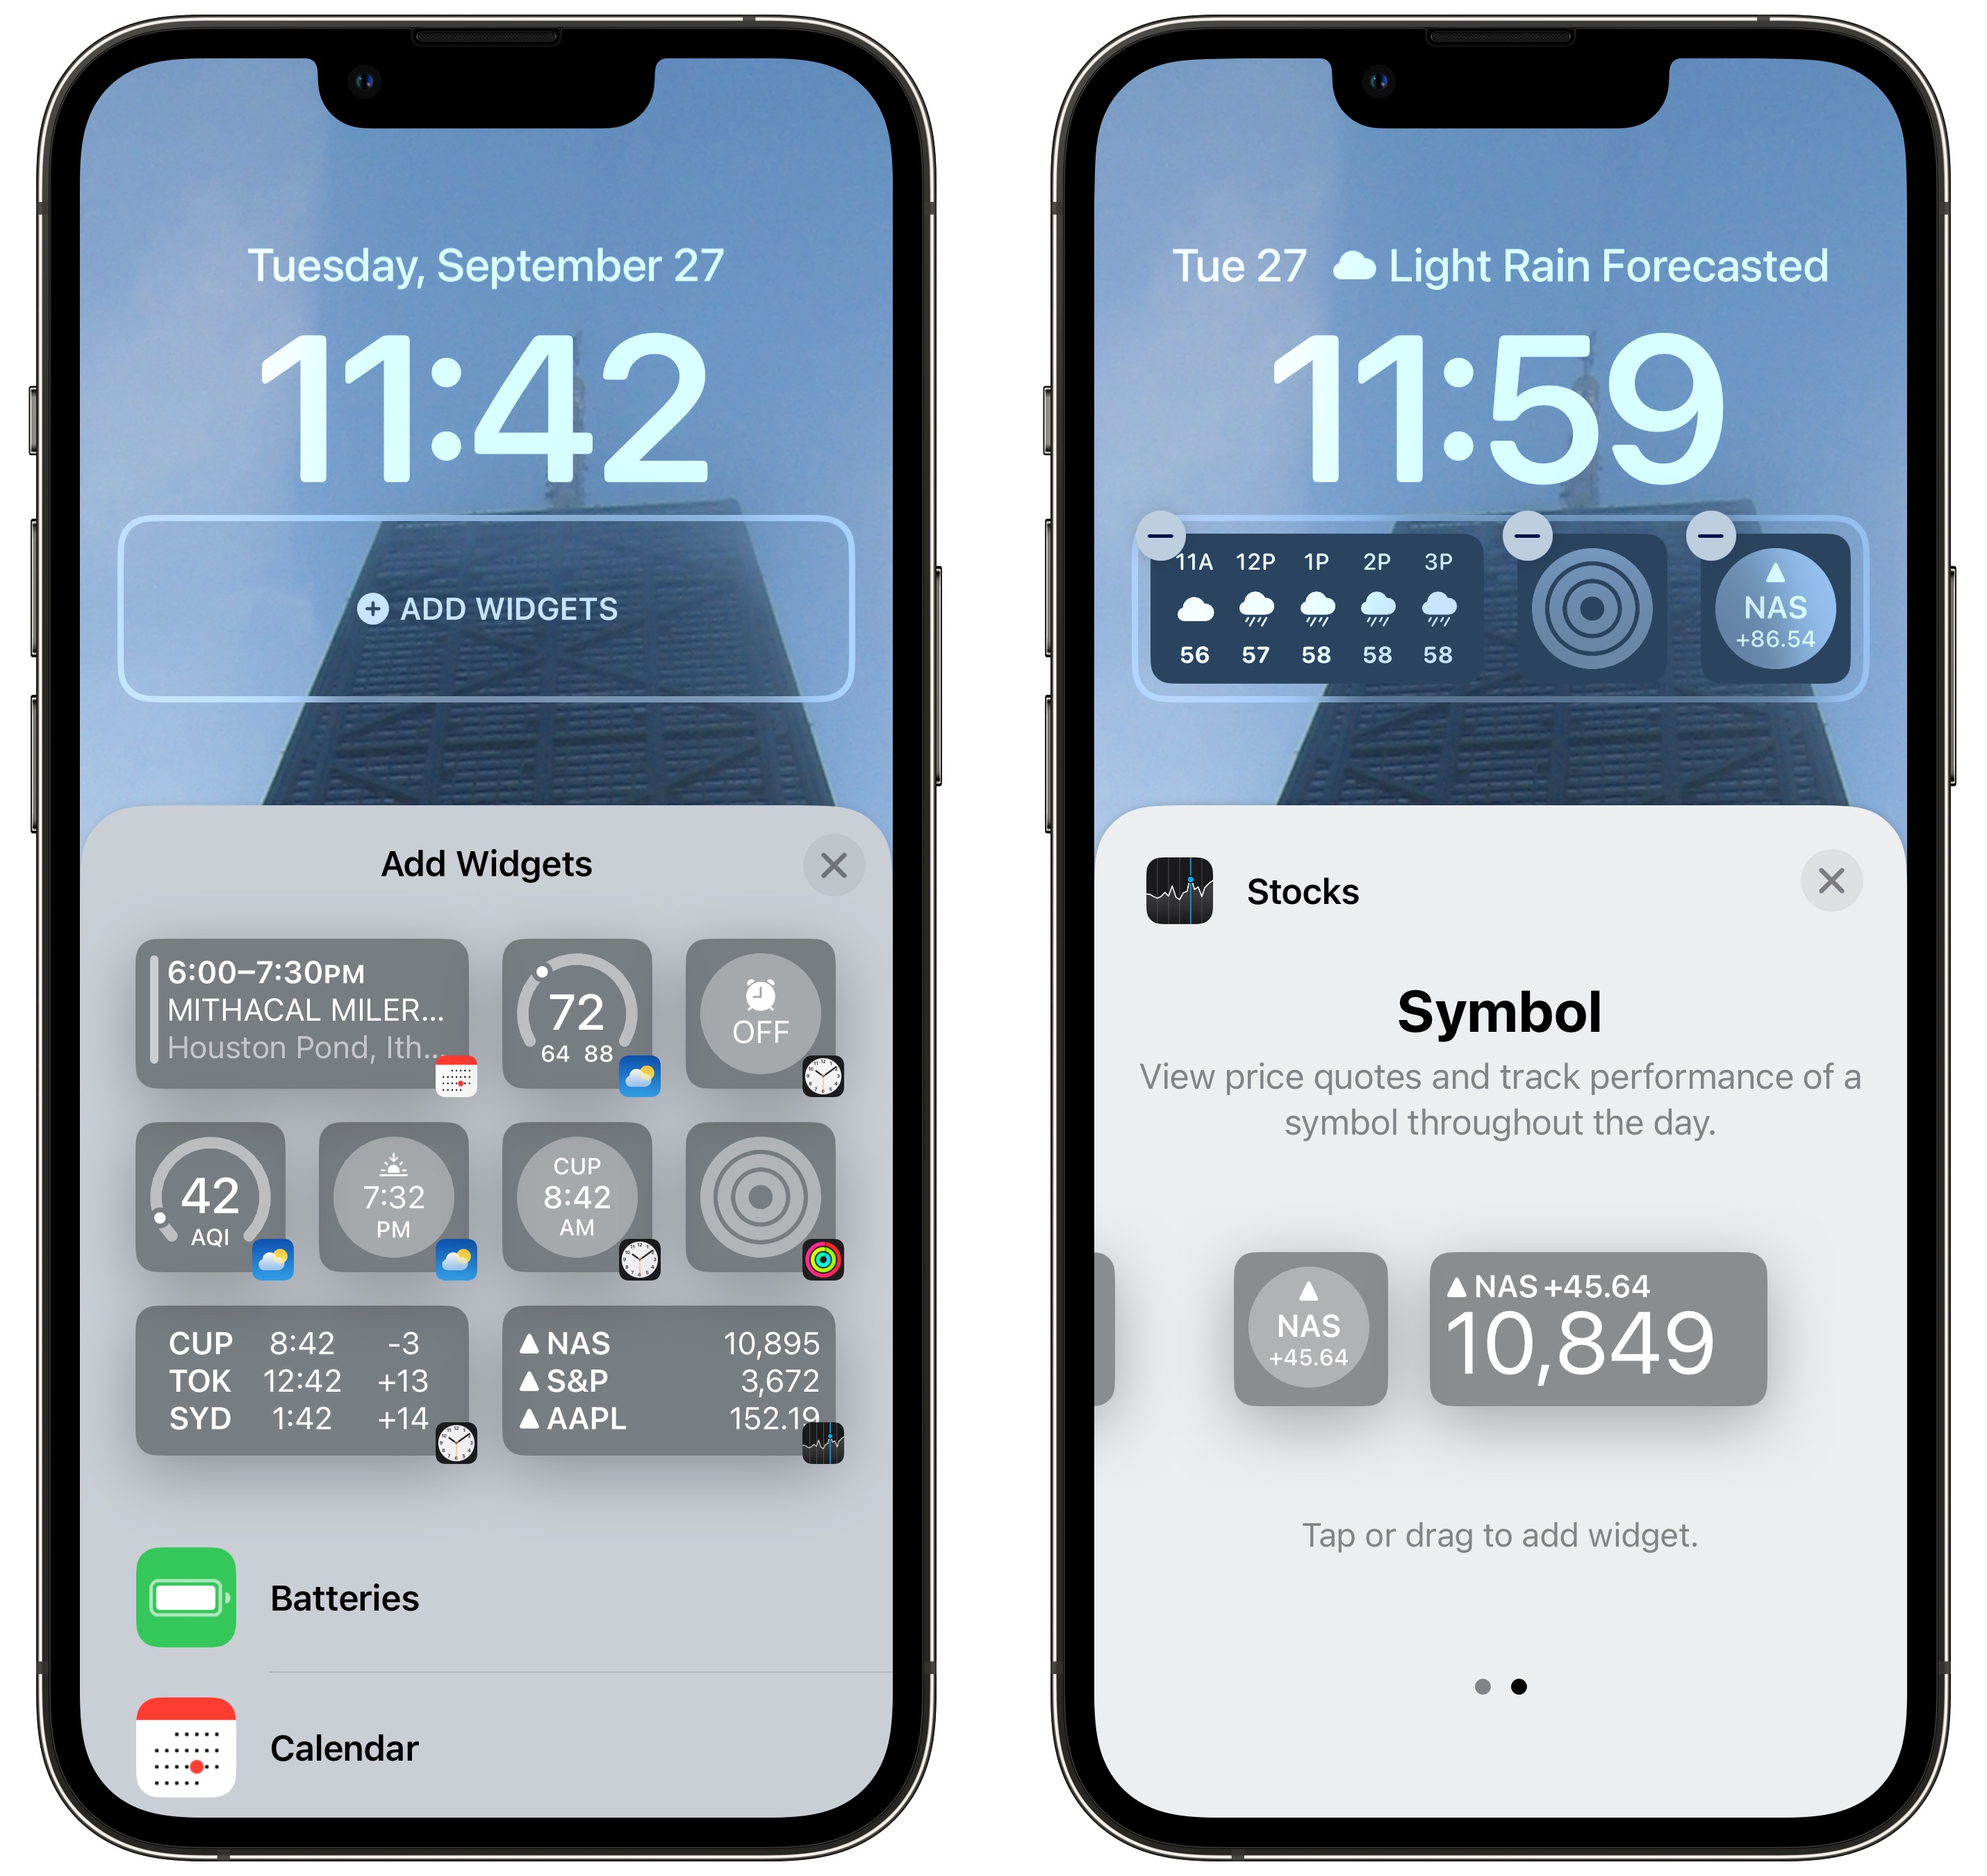 Tuesday, September 27
11:42
ADD WIDGETS
Add Widgets
6:00–7:30PM
MITHACAL MILER...
Houston Pond, Ith...
72
64 88
OFF
42
AQI
7:32
PM
CUP
8:42
AM
CUP 8:42 -3
TOK 12:42 +13
SYD 1:42 +14
NAS 10,895
S&P 3,672
AAPL 152.19
Batteries
Calendar
Tue 27 Light Rain Forecasted
11:59
11A 12P 1P 2P 3P
56 57 58 58 58
NAS
+86.54
Stocks
Symbol
View price quotes and track performance of a
symbol throughout the day.
NAS
+45.64
NAS +45.64
10,849
Tap or drag to add widget.